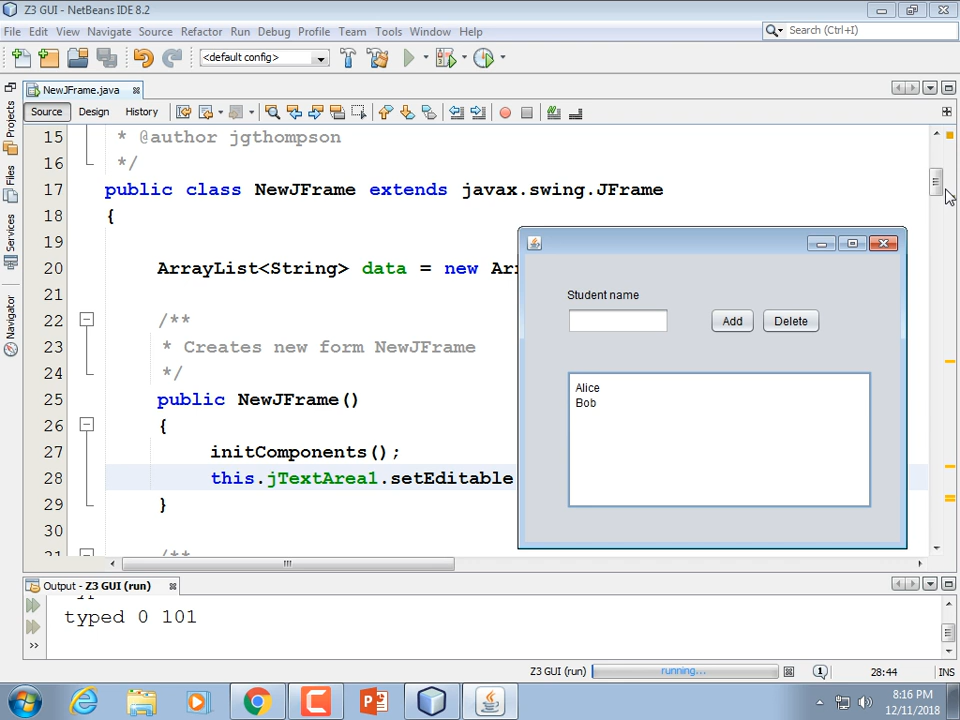 Z3 GUI - NetBeans IDE 8.2
File Edit View Navigate Source Refactor Run Debug Profile Team Tools Window Help
Search (Ctrl+I)
<default config>
NewJFrame.java
Source Design History
Projects
Files
Services
Navigator
15 * @author jgthompson
16 */
17 public class NewJFrame extends javax.swing.JFrame
18 {
19
20 ArrayList<String> data = new Arr
21
22 /**
23 * Creates new form NewJFrame
24 */
25 public NewJFrame()
26 {
27 initComponents();
28 this.jTextArea1.setEditable
29 }
30
/**
Student name
Add Delete
Alice
Bob
Output - Z3 GUI (run)
typed 0 101
Z3 GUI (run) running... 1 28:44 INS
8:16 PM
12/11/2018